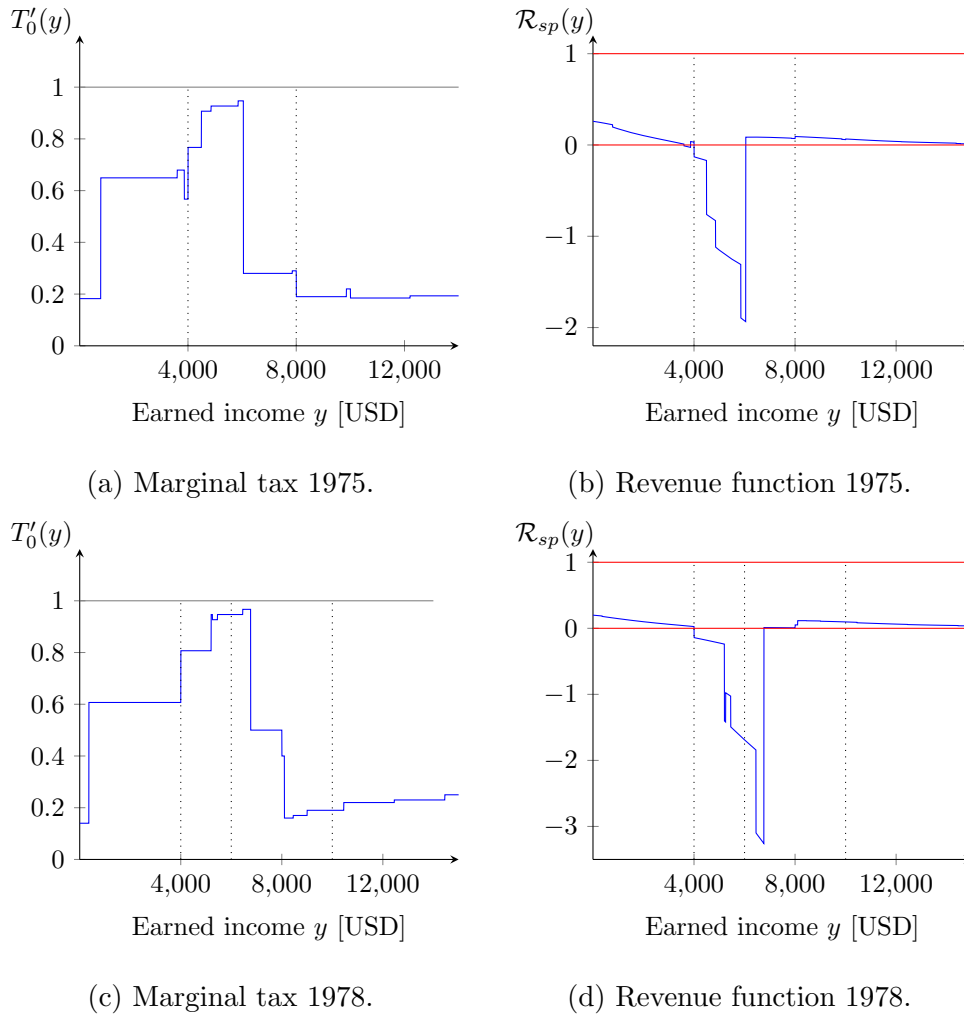 T′₀(y)
1
0.8
0.6
0.4
0.2
0
4,000 8,000 12,000
Earned income y [USD]
(a) Marginal tax 1975.
ℛsp(y)
1
0
−1
−2
4,000 8,000 12,000
Earned income y [USD]
(b) Revenue function 1975.
T′₀(y)
1
0.8
0.6
0.4
0.2
0
4,000 8,000 12,000
Earned income y [USD]
(c) Marginal tax 1978.
ℛsp(y)
1
0
−1
−2
−3
4,000 8,000 12,000
Earned income y [USD]
(d) Revenue function 1978.